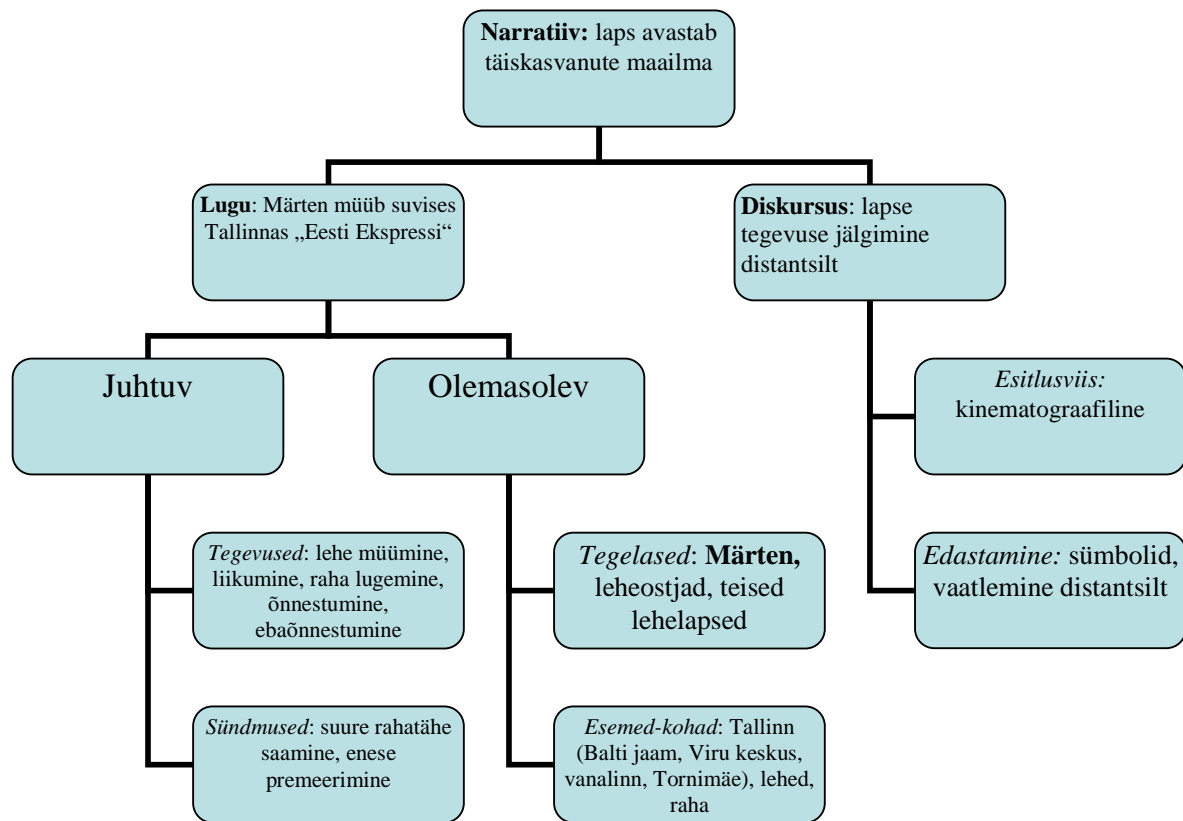 Narratiiv: laps avastab
täiskasvanute maailma
Lugu: Märten müüb suvises
Tallinnas „Eesti Ekspressi“
Diskursus: lapse
tegevuse jälgimine
distantsilt
Juhtuv
Olemasolev
Esitlusviis:
kinematograafiline
Tegevused: lehe müümine,
liikumine, raha lugemine,
õnnestumine,
ebaõnnestumine
Tegelased: Märten,
leheostjad, teised
lehelapsed
Edastamine: sümbolid,
vaatlemine distantsilt
Sündmused: suure rahatähe
saamine, enese
premeerimine
Esemed-kohad: Tallinn
(Balti jaam, Viru keskus,
vanalinn, Tornimäe), lehed,
raha